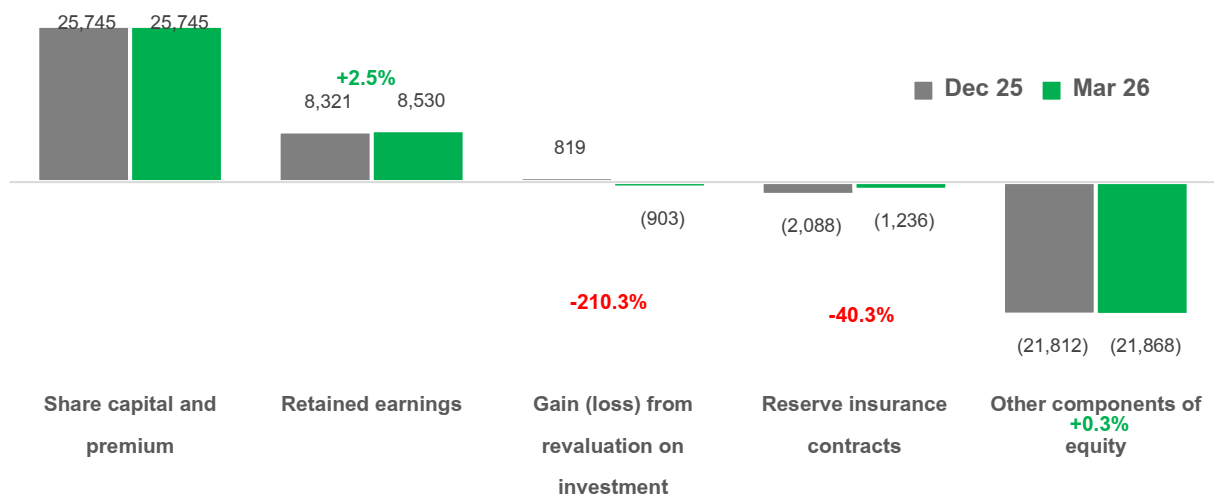 25,745 25,745
+2.5%
8,321 8,530
Dec 25 Mar 26
819
(903)
(2,088) (1,236)
-210.3%
-40.3%
(21,812) (21,868)
Share capital and
premium
Retained earnings
Gain (loss) from
revaluation on
investment
Reserve insurance
contracts
Other components of
+0.3%
equity